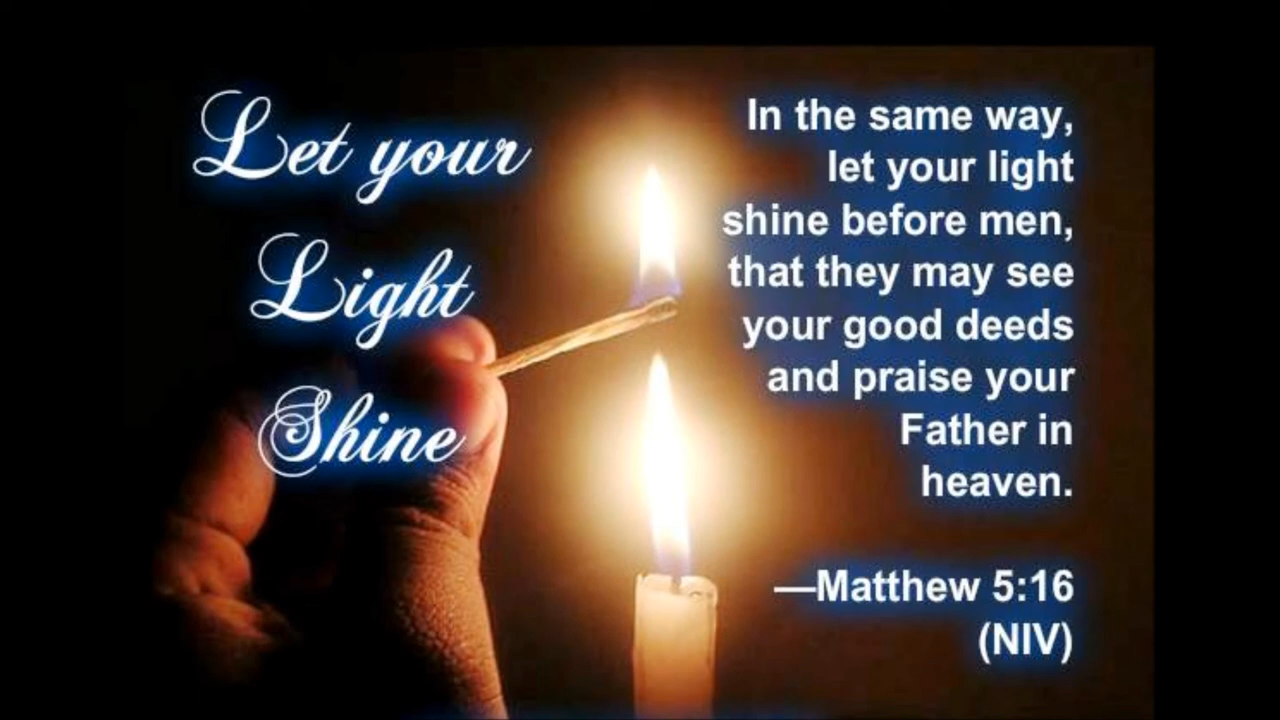 Let your
Light
Shine
In the same way,
let your light
shine before men,
that they may see
your good deeds
and praise your
Father in
heaven.
—Matthew 5:16
(NIV)